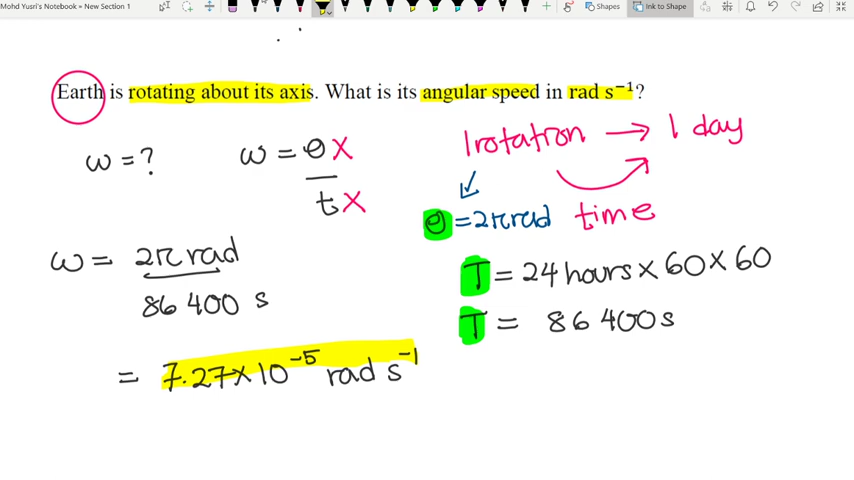 Mohd Yusri's Notebook » New Section 1
Shapes
Ink to Shape
Earth is rotating about its axis. What is its angular speed in rad s⁻¹?
1 rotation → 1 day
ω = ?
ω = θ X
t X
θ = 2π rad time
ω = 2π rad
86 400 s
T = 24 hours × 60 × 60
T = 86 400 s
= 7.27 × 10⁻⁵ rad s⁻¹